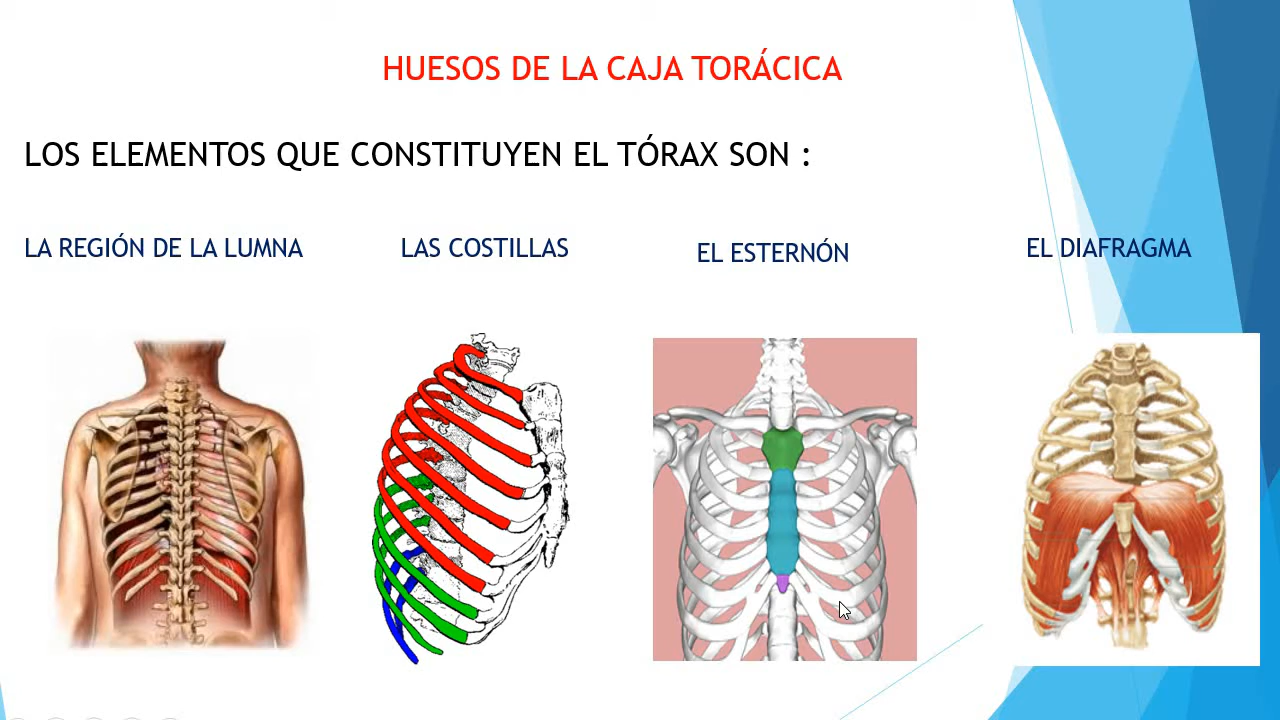 HUESOS DE LA CAJA TORÁCICA
LOS ELEMENTOS QUE CONSTITUYEN EL TÓRAX SON :
LA REGIÓN DE LA LUMNA
LAS COSTILLAS
EL ESTERNÓN
EL DIAFRAGMA